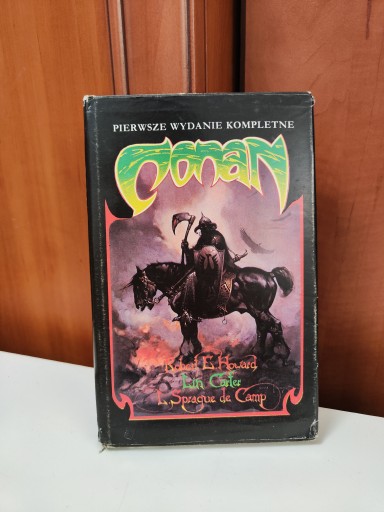 PIERWSZE WYDANIE KOMPLETNE
Conan
Robert E. Howard
Lin Carter
L. Sprague de Camp